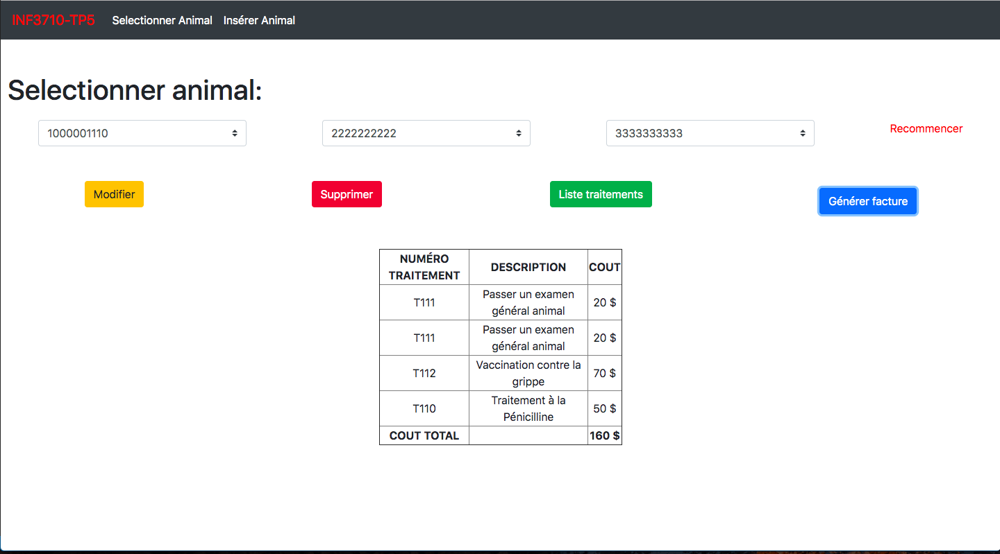 INF3710-TP5 Selectionner Animal Insérer Animal
Selectionner animal:
1000001110 2222222222 3333333333 Recommencer
Modifier Supprimer Liste traitements Générer facture
NUMÉRO
TRAITEMENT
DESCRIPTION
COUT
T111
Passer un examen
général animal
20 $
T111
Passer un examen
général animal
20 $
T112
Vaccination contre la
grippe
70 $
T110
Traitement à la
Pénicilline
50 $
COUT TOTAL 160 $